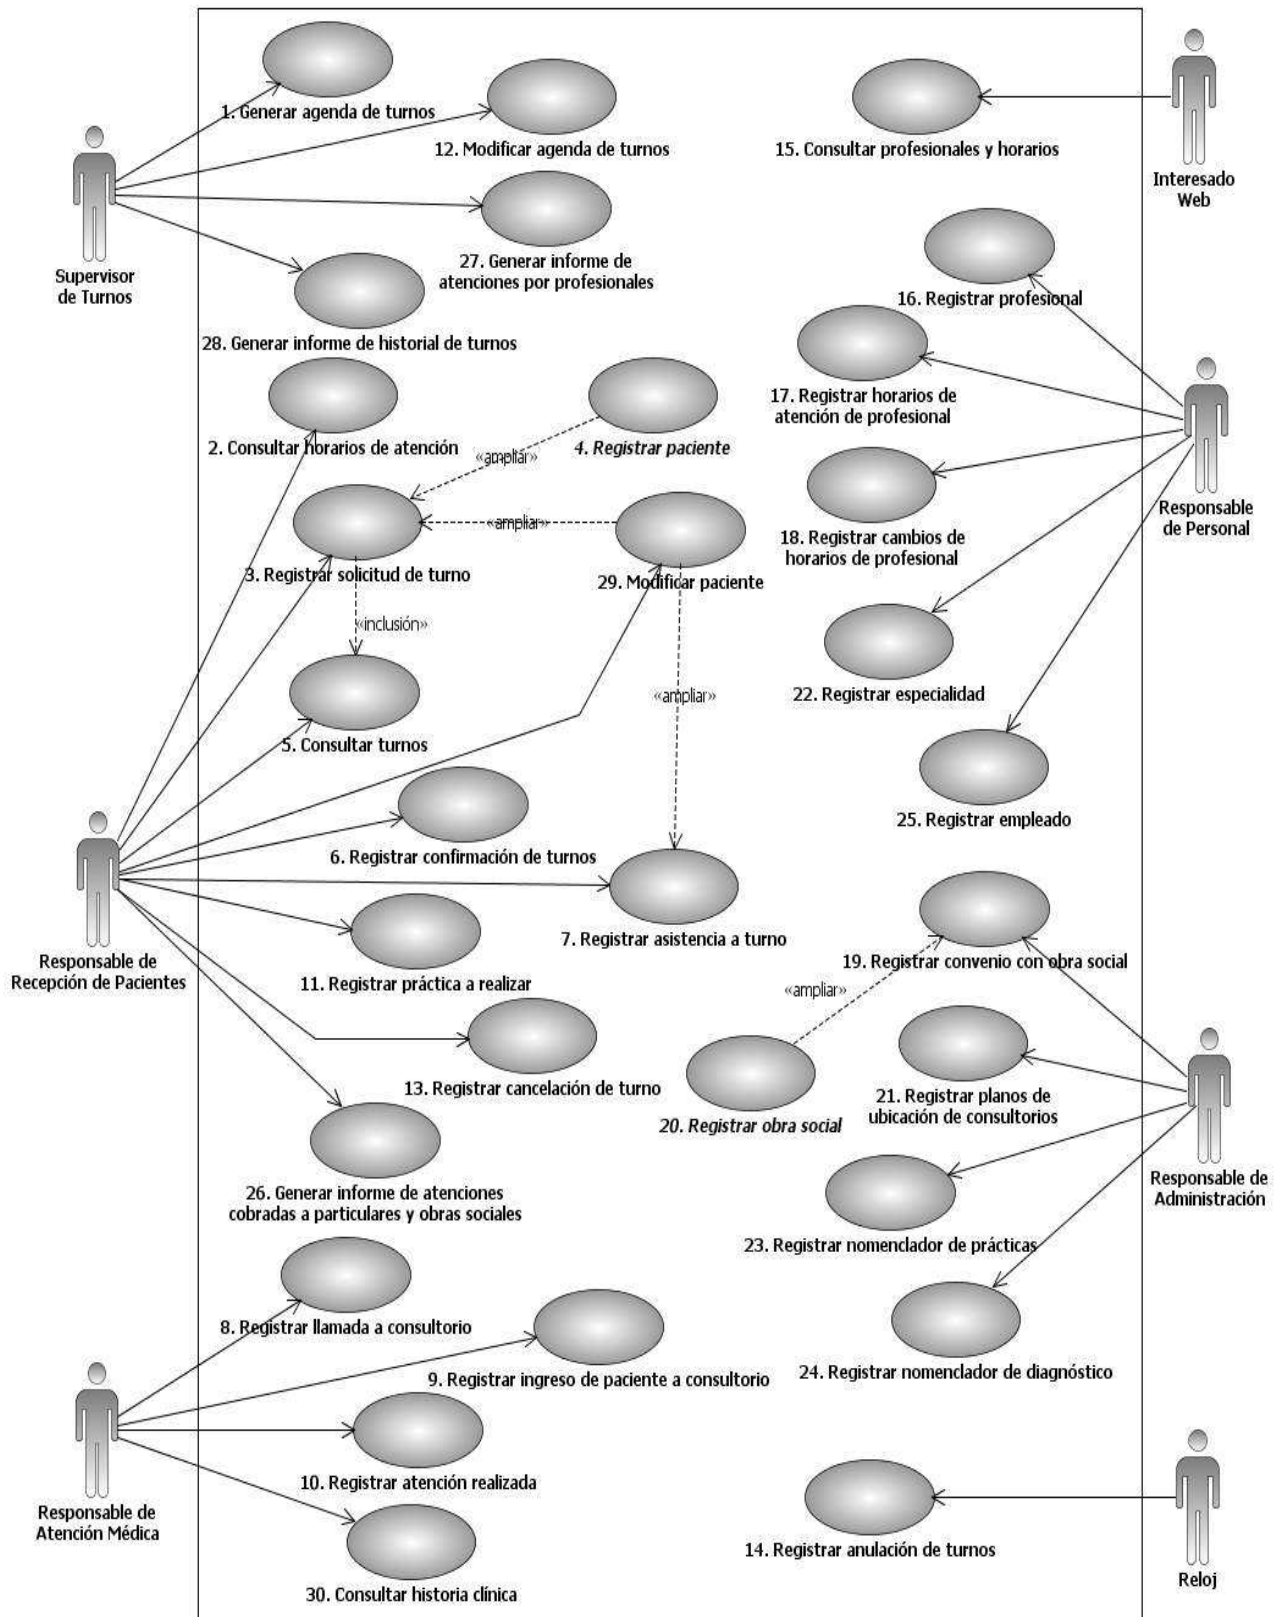 1. Generar agenda de turnos
12. Modificar agenda de turnos
15. Consultar profesionales y horarios
Interesado
Web
Supervisor
de Turnos
27. Generar informe de
atenciones por profesionales
16. Registrar profesional
28. Generar informe de historial de turnos
17. Registrar horarios de
atención de profesional
2. Consultar horarios de atención
«ampliar»
4. Registrar paciente
Responsable
de Personal
«ampliar»
18. Registrar cambios de
horarios de profesional
3. Registrar solicitud de turno
29. Modificar paciente
«inclusión»
«ampliar»
22. Registrar especialidad
5. Consultar turnos
25. Registrar empleado
6. Registrar confirmación de turnos
7. Registrar asistencia a turno
Responsable de
Recepción de Pacientes
19. Registrar convenio con obra social
11. Registrar práctica a realizar
«ampliar»
13. Registrar cancelación de turno
21. Registrar planos de
ubicación de consultorios
20. Registrar obra social
Responsable de
Administración
26. Generar informe de atenciones
cobradas a particulares y obras sociales
23. Registrar nomenclador de prácticas
8. Registrar llamada a consultorio
9. Registrar ingreso de paciente a consultorio
24. Registrar nomenclador de diagnóstico
10. Registrar atención realizada
Responsable de
Atención Médica
14. Registrar anulación de turnos
Reloj
30. Consultar historia clínica